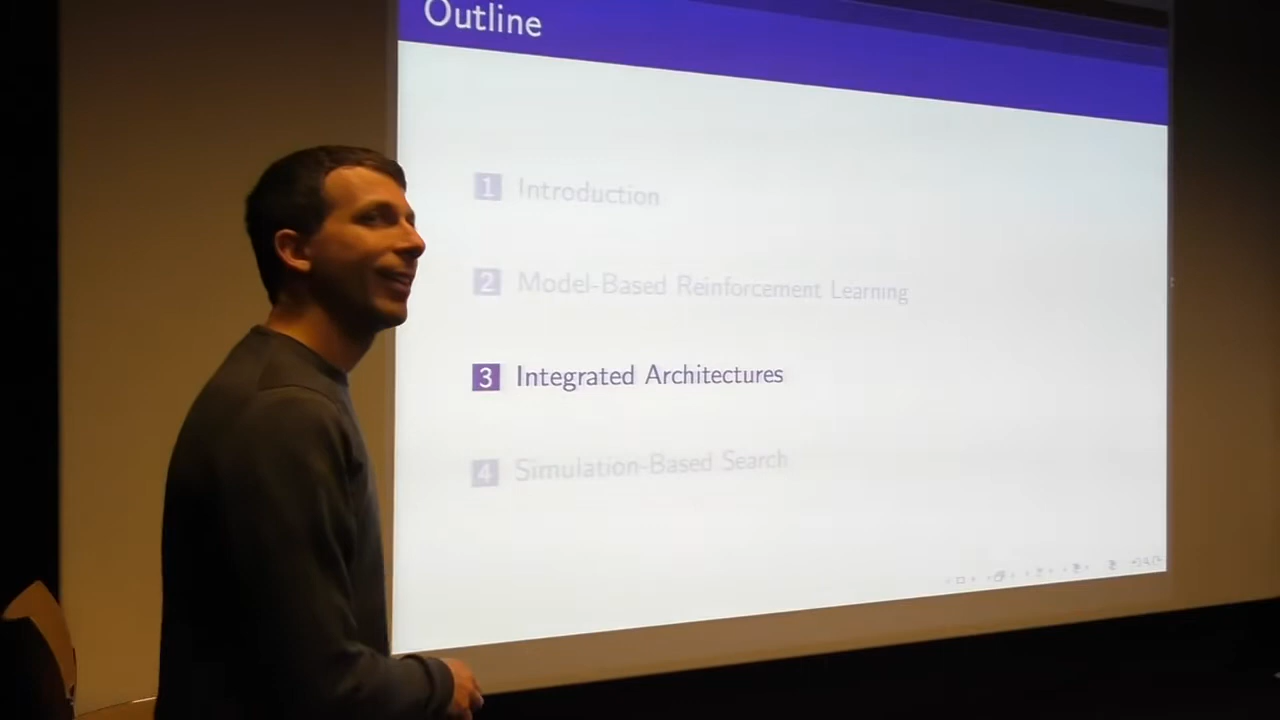 Outline
1 Introduction
2 Model-Based Reinforcement Learning
3 Integrated Architectures
4 Simulation-Based Search